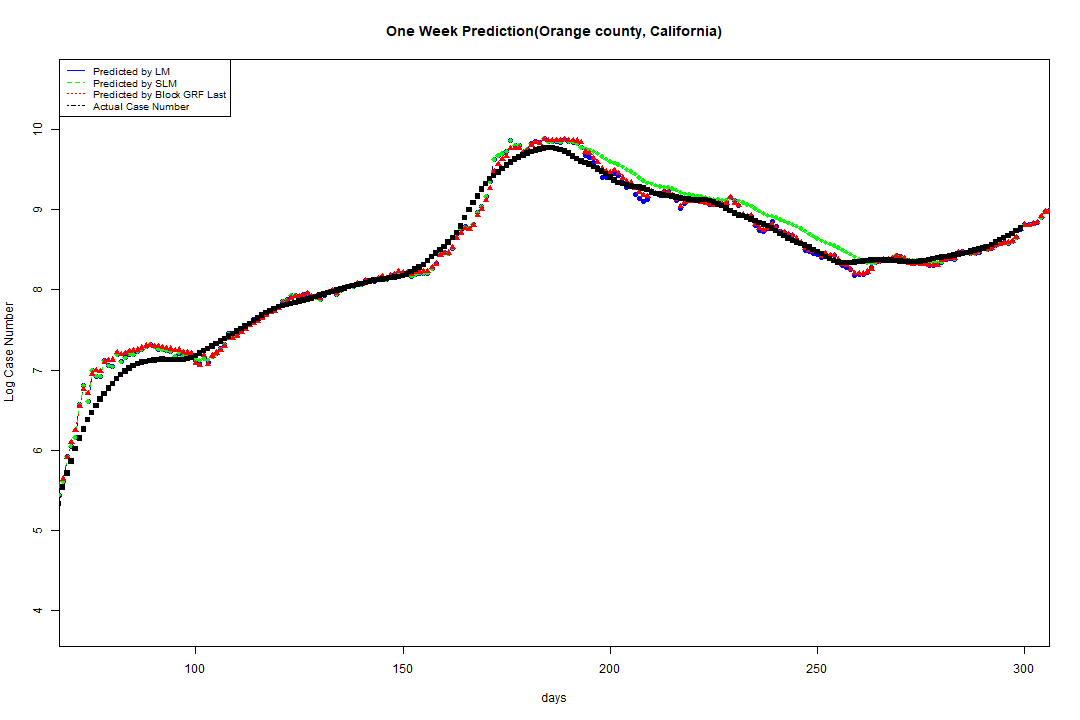 One Week Prediction(Orange county, California)
Predicted by LM
Predicted by SLM
Predicted by Block GRF Last
Actual Case Number
10
9
8
7
6
5
4
Log Case Number
100 150 200 250 300
days